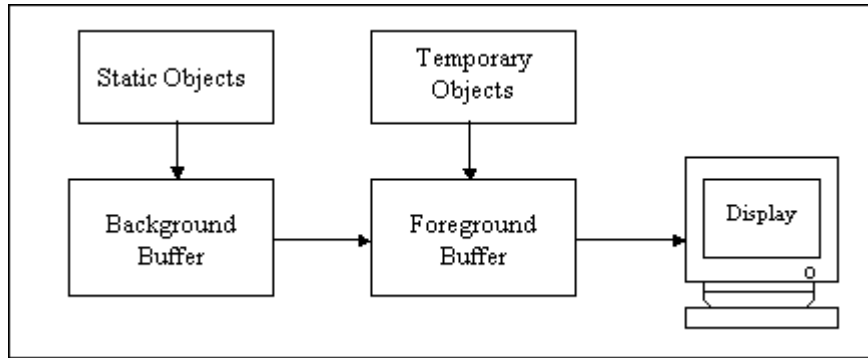 Static Objects
Temporary
Objects
Background
Buffer
Foreground
Buffer
Display